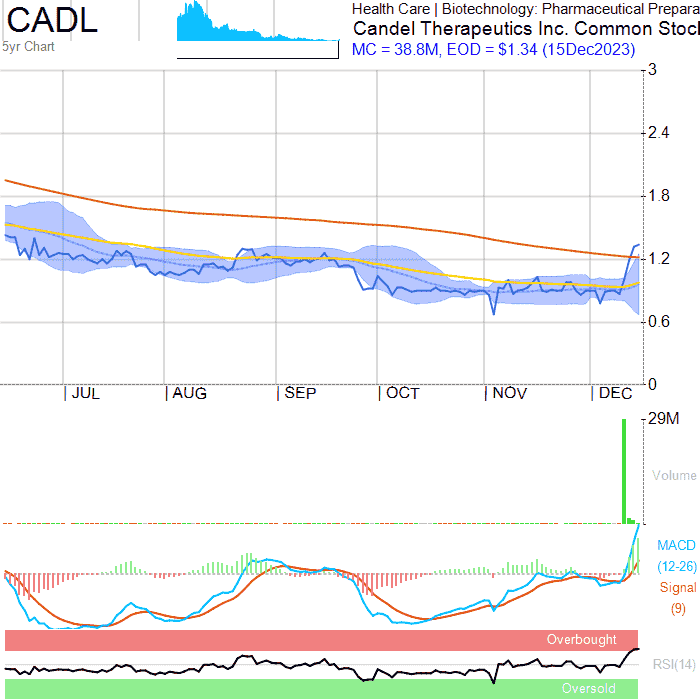 CADL
5yr Chart
Health Care | Biotechnology: Pharmaceutical Prepara
Candel Therapeutics Inc. Common Stoc
MC = 38.8M, EOD = $1.34 (15Dec2023)
3
2.4
1.8
1.2
0.6
0
| JUL | AUG | SEP | OCT | NOV | DEC
29M
Volume
MACD
(12-26)
Signal
(9)
Overbought
RSI(14)
Oversold